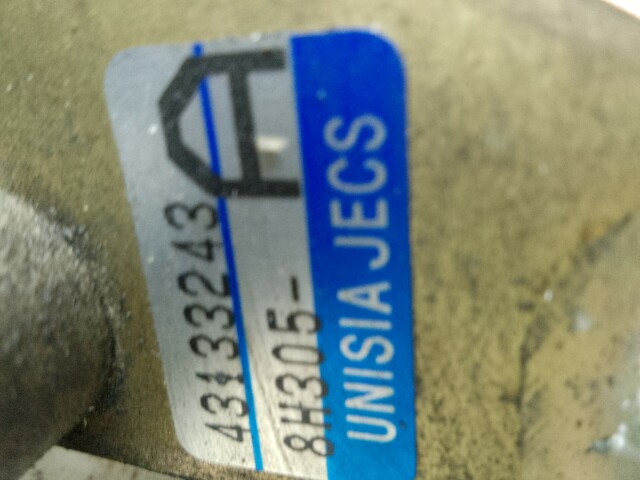 A
43133243
8H305-
UNISIA JECS